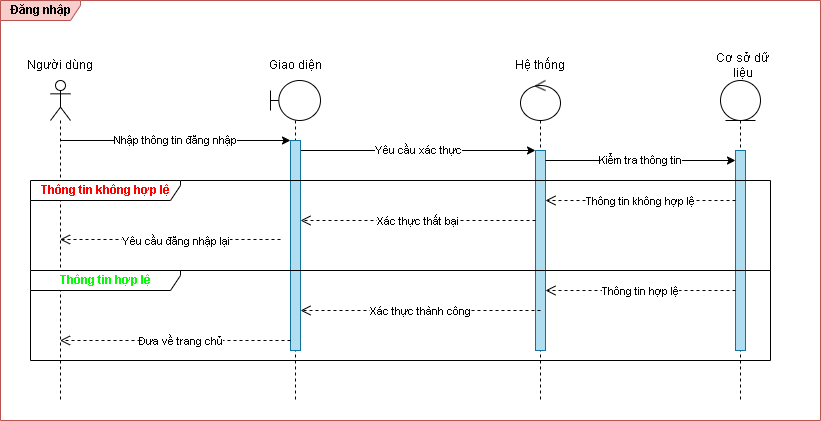 Đăng nhập
Người dùng
Giao diện
Hệ thống
Cơ sở dữ
liệu
Nhập thông tin đăng nhập
Yêu cầu xác thực
Kiểm tra thông tin
Thông tin không hợp lệ
Thông tin không hợp lệ
Xác thực thất bại
Yêu cầu đăng nhập lại
Thông tin hợp lệ
Thông tin hợp lệ
Xác thực thành công
Đưa về trang chủ